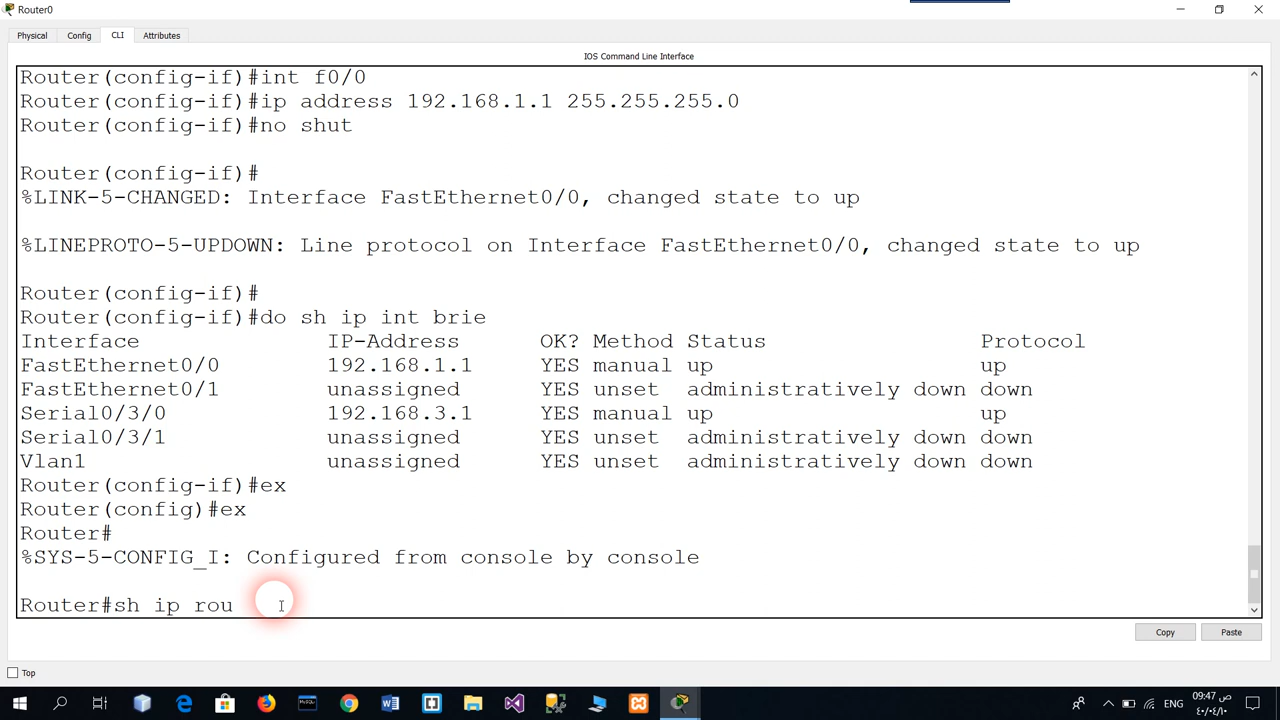 Router0
Physical Config CLI Attributes
IOS Command Line Interface
Router(config-if)#int f0/0
Router(config-if)#ip address 192.168.1.1 255.255.255.0
Router(config-if)#no shut
Router(config-if)#
%LINK-5-CHANGED: Interface FastEthernet0/0, changed state to up
%LINEPROTO-5-UPDOWN: Line protocol on Interface FastEthernet0/0, changed state to up
Router(config-if)#
Router(config-if)#do sh ip int brie
Interface IP-Address OK? Method Status Protocol
FastEthernet0/0 192.168.1.1 YES manual up up
FastEthernet0/1 unassigned YES unset administratively down down
Serial0/3/0 192.168.3.1 YES manual up up
Serial0/3/1 unassigned YES unset administratively down down
Vlan1 unassigned YES unset administratively down down
Router(config-if)#ex
Router(config)#ex
Router#
%SYS-5-CONFIG_I: Configured from console by console
Router#sh ip rou
Copy Paste
Top
ENG
09:47 ص